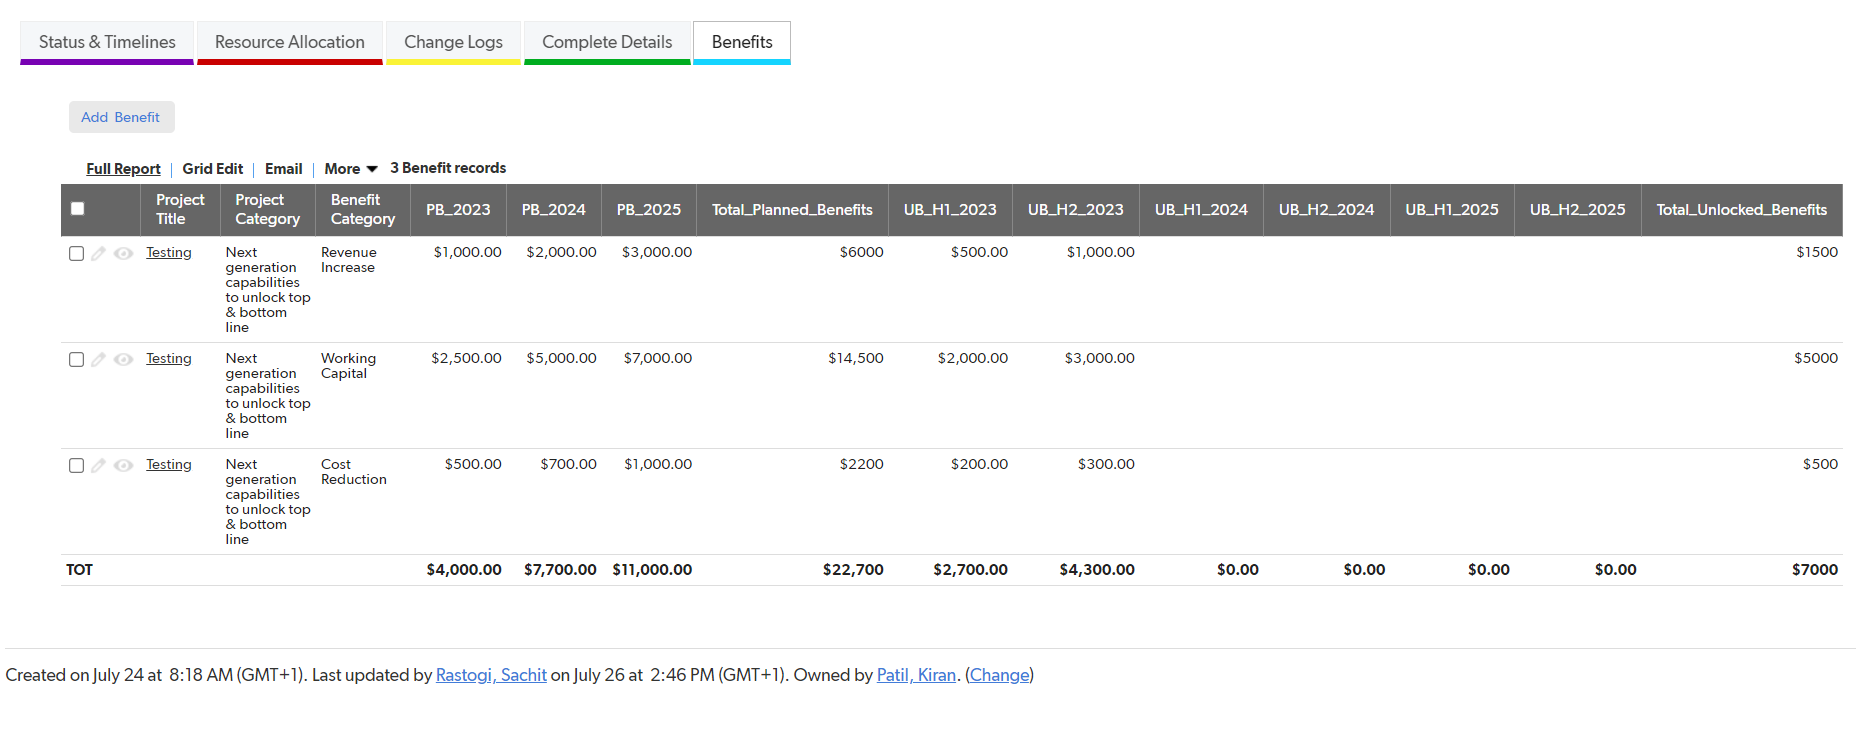 Status & Timelines Resource Allocation Change Logs Complete Details Benefits
Add Benefit
Full Report | Grid Edit | Email | More 3 Benefit records
Project Title Project Category Benefit Category PB_2023 PB_2024 PB_2025 Total_Planned_Benefits UB_H1_2023 UB_H2_2023 UB_H1_2024 UB_H2_2024 UB_H1_2025 UB_H2_2025 Total_Unlocked_Benefits
Testing Next Revenue $1,000.00 $2,000.00 $3,000.00 $6000 $500.00 $1,000.00 $1500
generation Increase
capabilities
to unlock top
& bottom
line
Testing Next Working $2,500.00 $5,000.00 $7,000.00 $14,500 $2,000.00 $3,000.00 $5000
generation Capital
capabilities
to unlock top
& bottom
line
Testing Next Cost $500.00 $700.00 $1,000.00 $2200 $200.00 $300.00 $500
generation Reduction
capabilities
to unlock top
& bottom
line
TOT $4,000.00 $7,700.00 $11,000.00 $22,700 $2,700.00 $4,300.00 $0.00 $0.00 $0.00 $0.00 $7000
Created on July 24 at 8:18 AM (GMT+1). Last updated by Rastogi, Sachit on July 26 at 2:46 PM (GMT+1). Owned by Patil, Kiran. (Change)